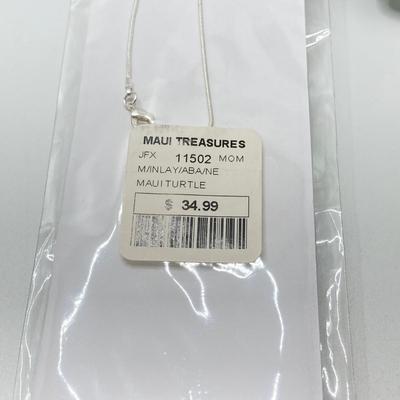 MAUI TREASURES
JFX 11502 MOM
M/INLAY/ABA/NE
MAUI TURTLE
$ 34.99